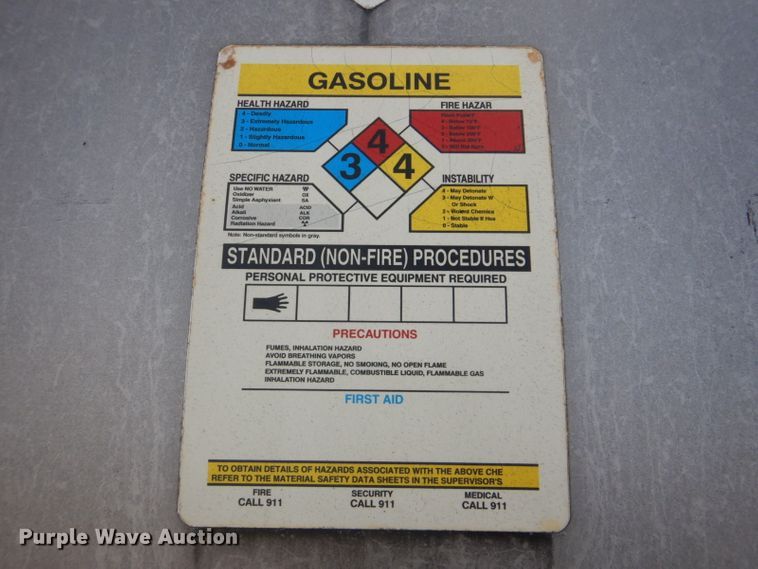 GASOLINE
HEALTH HAZARD
4 - Deadly
3 - Extremely Hazardous
2 - Hazardous
1 - Slightly Hazardous
0 - Normal
FIRE HAZAR
4
3
4
SPECIFIC HAZARD
Use NO WATER W
Oxidizer OX
Simple Asphyxiant SA
Acid ACID
Alkali ALK
Corrosive COR
Radiation Hazard
Note: Non-standard symbols in gray.
INSTABILITY
4 - May Detonate
3 - May Detonate W
Or Shock
2 - Violent Chemica
1 - Not Stable If Hea
0 - Stable
STANDARD (NON-FIRE) PROCEDURES
PERSONAL PROTECTIVE EQUIPMENT REQUIRED
PRECAUTIONS
FUMES, INHALATION HAZARD
AVOID BREATHING VAPORS
FLAMMABLE STORAGE, NO SMOKING, NO OPEN FLAME
EXTREMELY FLAMMABLE, COMBUSTIBLE LIQUID, FLAMMABLE GAS
INHALATION HAZARD
FIRST AID
TO OBTAIN DETAILS OF HAZARDS ASSOCIATED WITH THE ABOVE CHE
REFER TO THE MATERIAL SAFETY DATA SHEETS IN THE SUPERVISOR'S
FIRE SECURITY MEDICAL
CALL 911 CALL 911 CALL 911
Purple Wave Auction